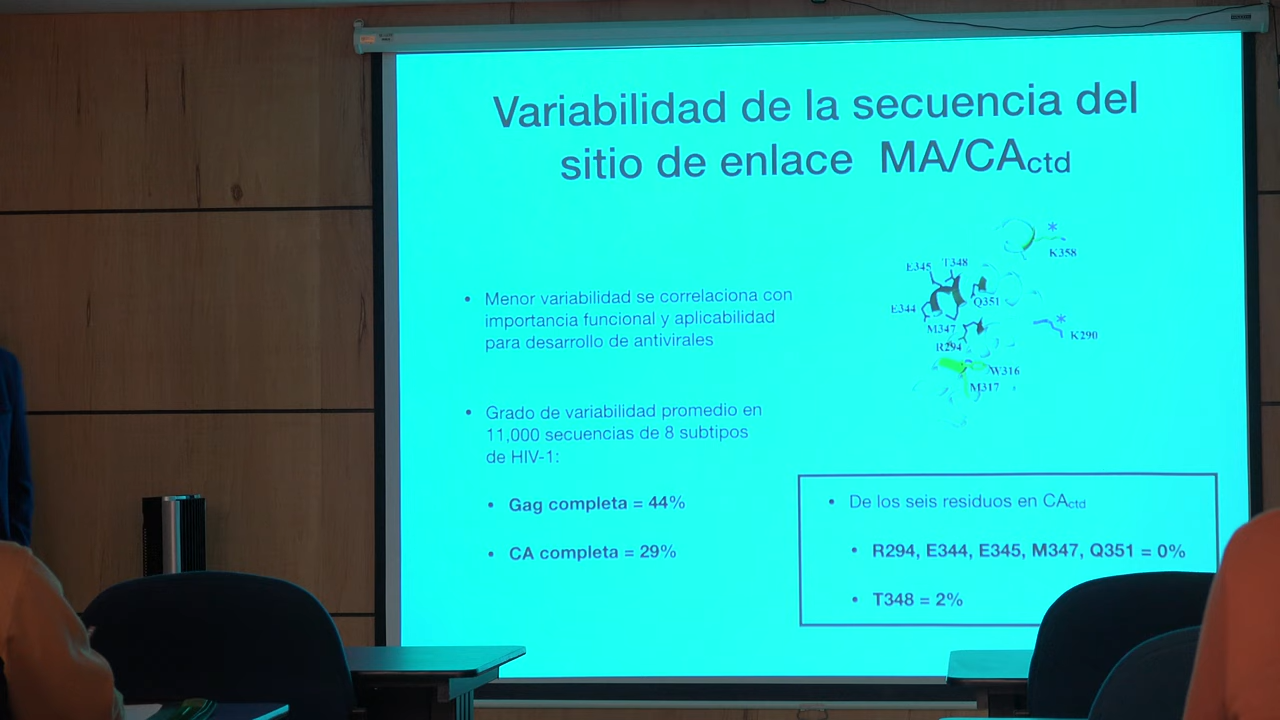 Variabilidad de la secuencia del
sitio de enlace MA/CActd
• Menor variabilidad se correlaciona con
importancia funcional y aplicabilidad
para desarrollo de antivirales
• Grado de variabilidad promedio en
11,000 secuencias de 8 subtipos
de HIV-1:
• Gag completa = 44%
• CA completa = 29%
*
K358
E345 T348
Q351
E344
M347
*
K290
R294
W316
M317
• De los seis residuos en CActd
• R294, E344, E345, M347, Q351 = 0%
• T348 = 2%